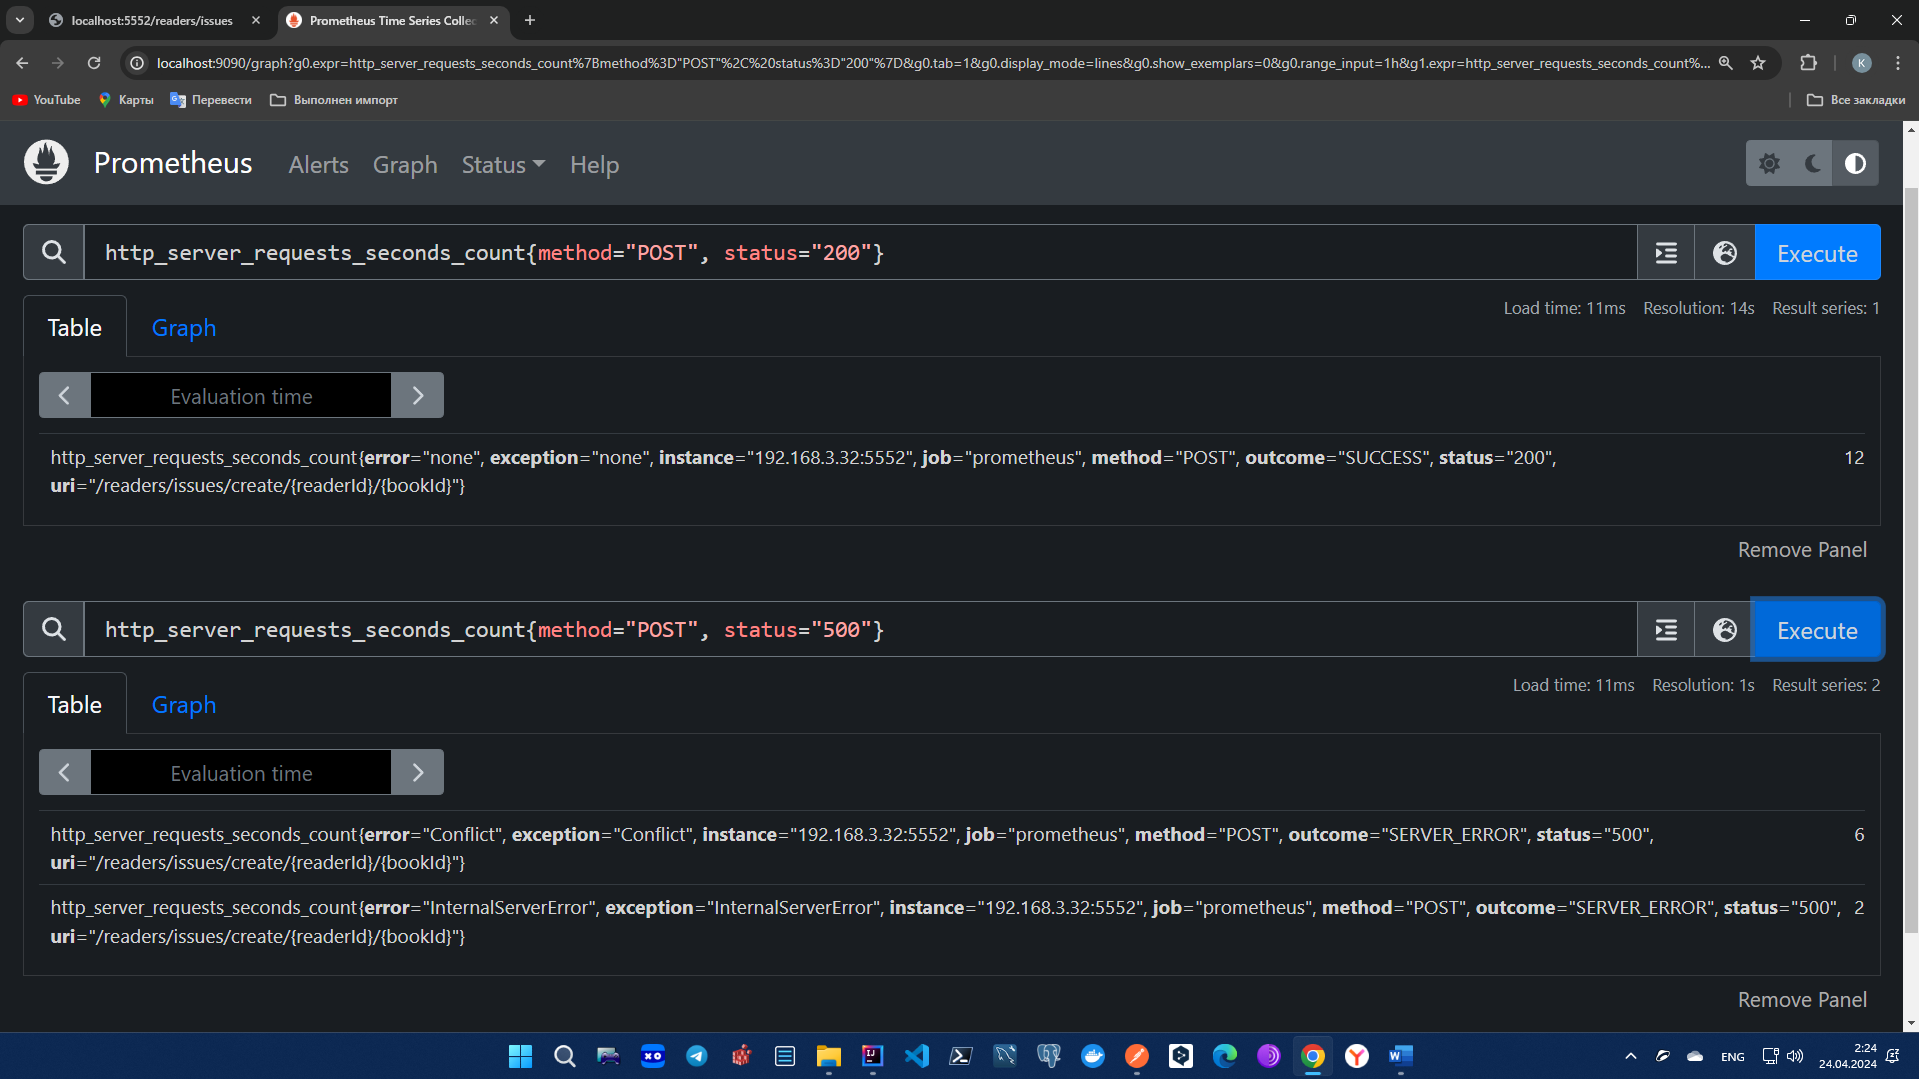 localhost:5552/readers/issues
Prometheus Time Series Collec
localhost:9090/graph?g0.expr=http_server_requests_seconds_count%7Bmethod%3D"POST"%2C%20status%3D"200"%7D&g0.tab=1&g0.display_mode=lines&g0.show_exemplars=0&g0.range_input=1h&g1.expr=http_server_requests_seconds_count%...
K
YouTube
Карты
Перевести
Выполнен импорт
Все закладки
Prometheus
Alerts
Graph
Status
Help
http_server_requests_seconds_count{method="POST", status="200"}
Execute
Table
Graph
Load time: 11ms
Resolution: 14s
Result series: 1
Evaluation time
http_server_requests_seconds_count{error="none", exception="none", instance="192.168.3.32:5552", job="prometheus", method="POST", outcome="SUCCESS", status="200", 12
uri="/readers/issues/create/{readerId}/{bookId}"}
Remove Panel
http_server_requests_seconds_count{method="POST", status="500"}
Execute
Table
Graph
Load time: 11ms
Resolution: 1s
Result series: 2
Evaluation time
http_server_requests_seconds_count{error="Conflict", exception="Conflict", instance="192.168.3.32:5552", job="prometheus", method="POST", outcome="SERVER_ERROR", status="500", 6
uri="/readers/issues/create/{readerId}/{bookId}"}
http_server_requests_seconds_count{error="InternalServerError", exception="InternalServerError", instance="192.168.3.32:5552", job="prometheus", method="POST", outcome="SERVER_ERROR", status="500", 2
uri="/readers/issues/create/{readerId}/{bookId}"}
Remove Panel
ENG
2:24
24.04.2024